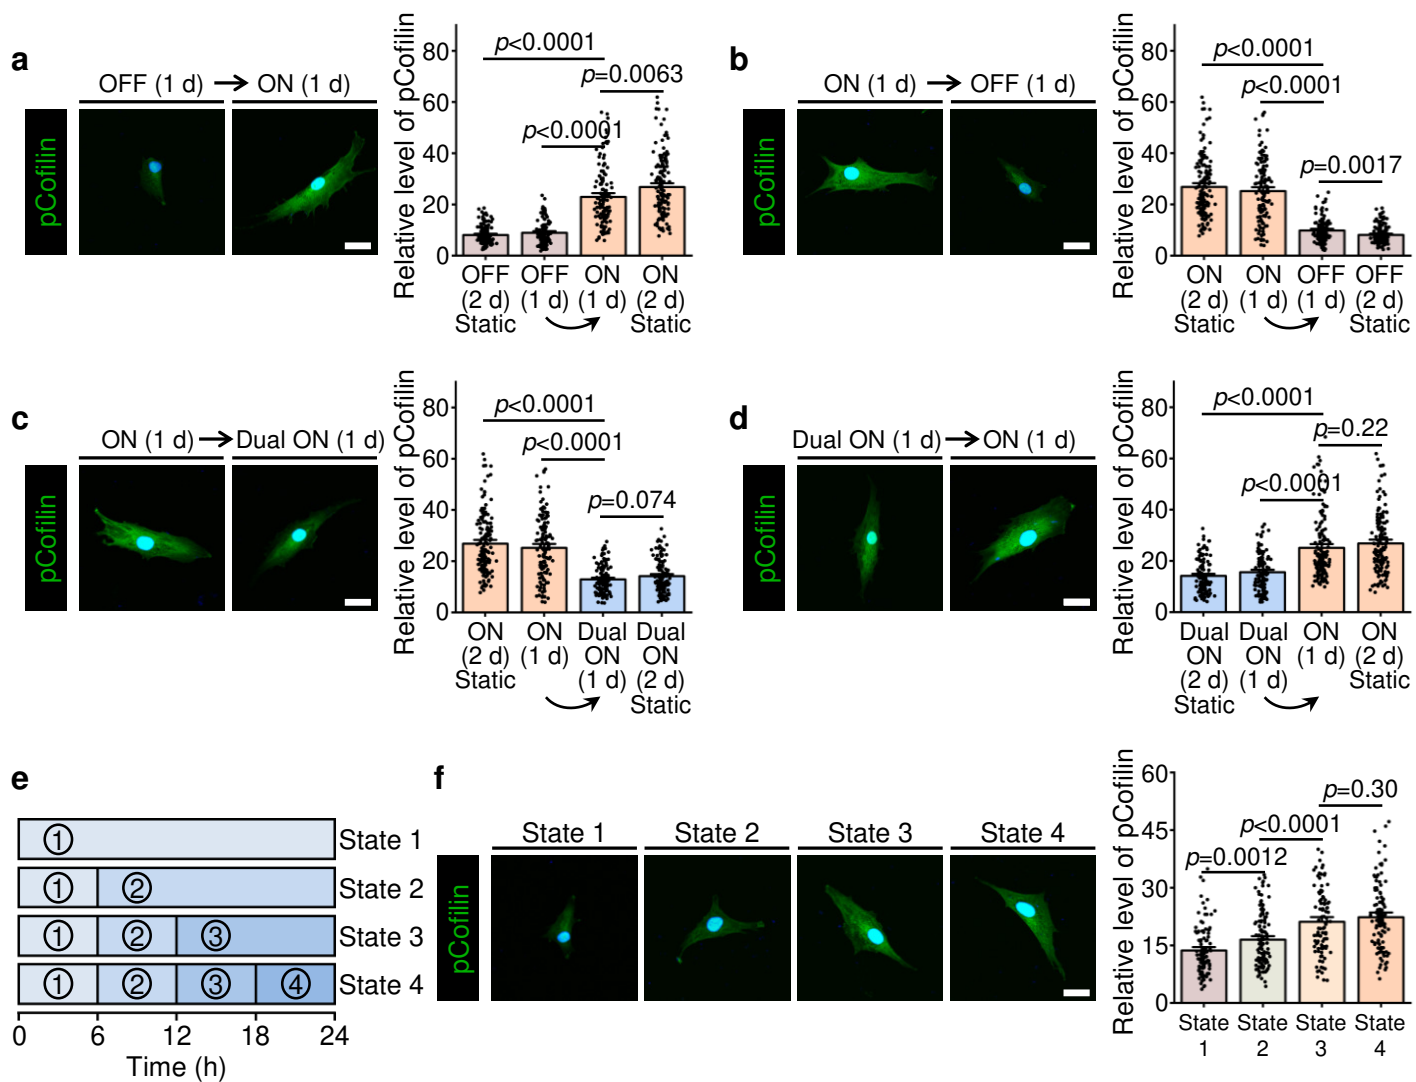 a
OFF (1 d) → ON (1 d)
pCofilin
Relative level of pCofilin
80
60
40
20
0
p<0.0001
p=0.0063
p<0.0001
OFF (2 d) Static
OFF (1 d)
ON (1 d)
ON (2 d) Static
b
ON (1 d) → OFF (1 d)
pCofilin
Relative level of pCofilin
80
60
40
20
0
p<0.0001
p<0.0001
p=0.0017
ON (2 d) Static
ON (1 d)
OFF (1 d)
OFF (2 d) Static
c
ON (1 d) → Dual ON (1 d)
pCofilin
Relative level of pCofilin
80
60
40
20
0
p<0.0001
p<0.0001
p=0.074
ON (2 d) Static
ON (1 d)
Dual ON (1 d)
Dual ON (2 d) Static
d
Dual ON (1 d) → ON (1 d)
pCofilin
Relative level of pCofilin
80
60
40
20
0
p<0.0001
p=0.22
p<0.0001
Dual ON (2 d) Static
Dual ON (1 d)
ON (1 d)
ON (2 d) Static
e
① State 1
① ② State 2
① ② ③ State 3
① ② ③ ④ State 4
0 6 12 18 24
Time (h)
f
State 1 State 2 State 3 State 4
pCofilin
Relative level of pCofilin
60
45
30
15
0
p=0.30
p<0.0001
p=0.0012
State 1
State 2
State 3
State 4